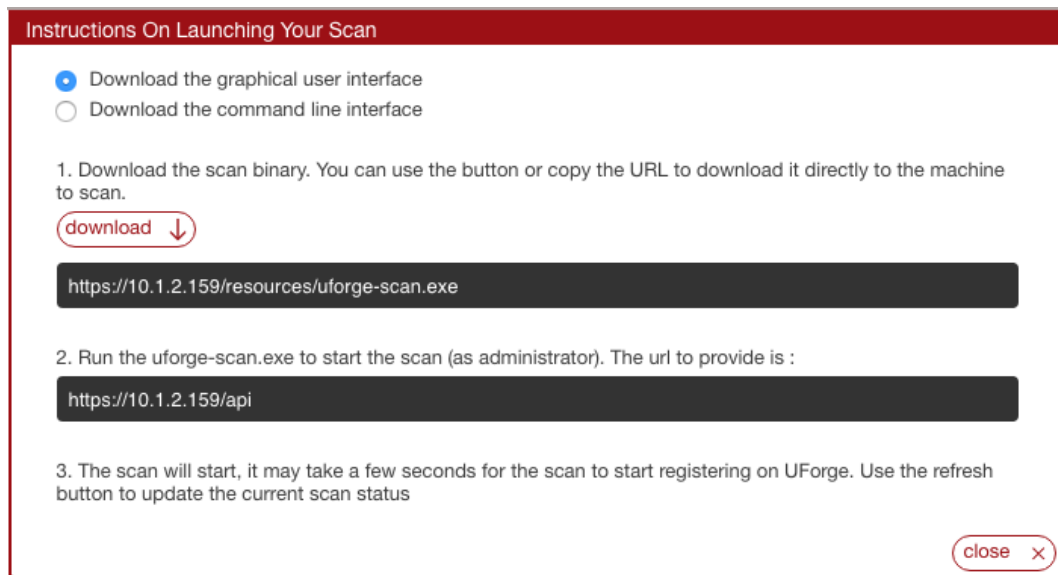 Instructions On Launching Your Scan
Download the graphical user interface
Download the command line interface
1. Download the scan binary. You can use the button or copy the URL to download it directly to the machine
to scan.
download
https://10.1.2.159/resources/uforge-scan.exe
2. Run the uforge-scan.exe to start the scan (as administrator). The url to provide is :
https://10.1.2.159/api
3. The scan will start, it may take a few seconds for the scan to start registering on UForge. Use the refresh
button to update the current scan status
close